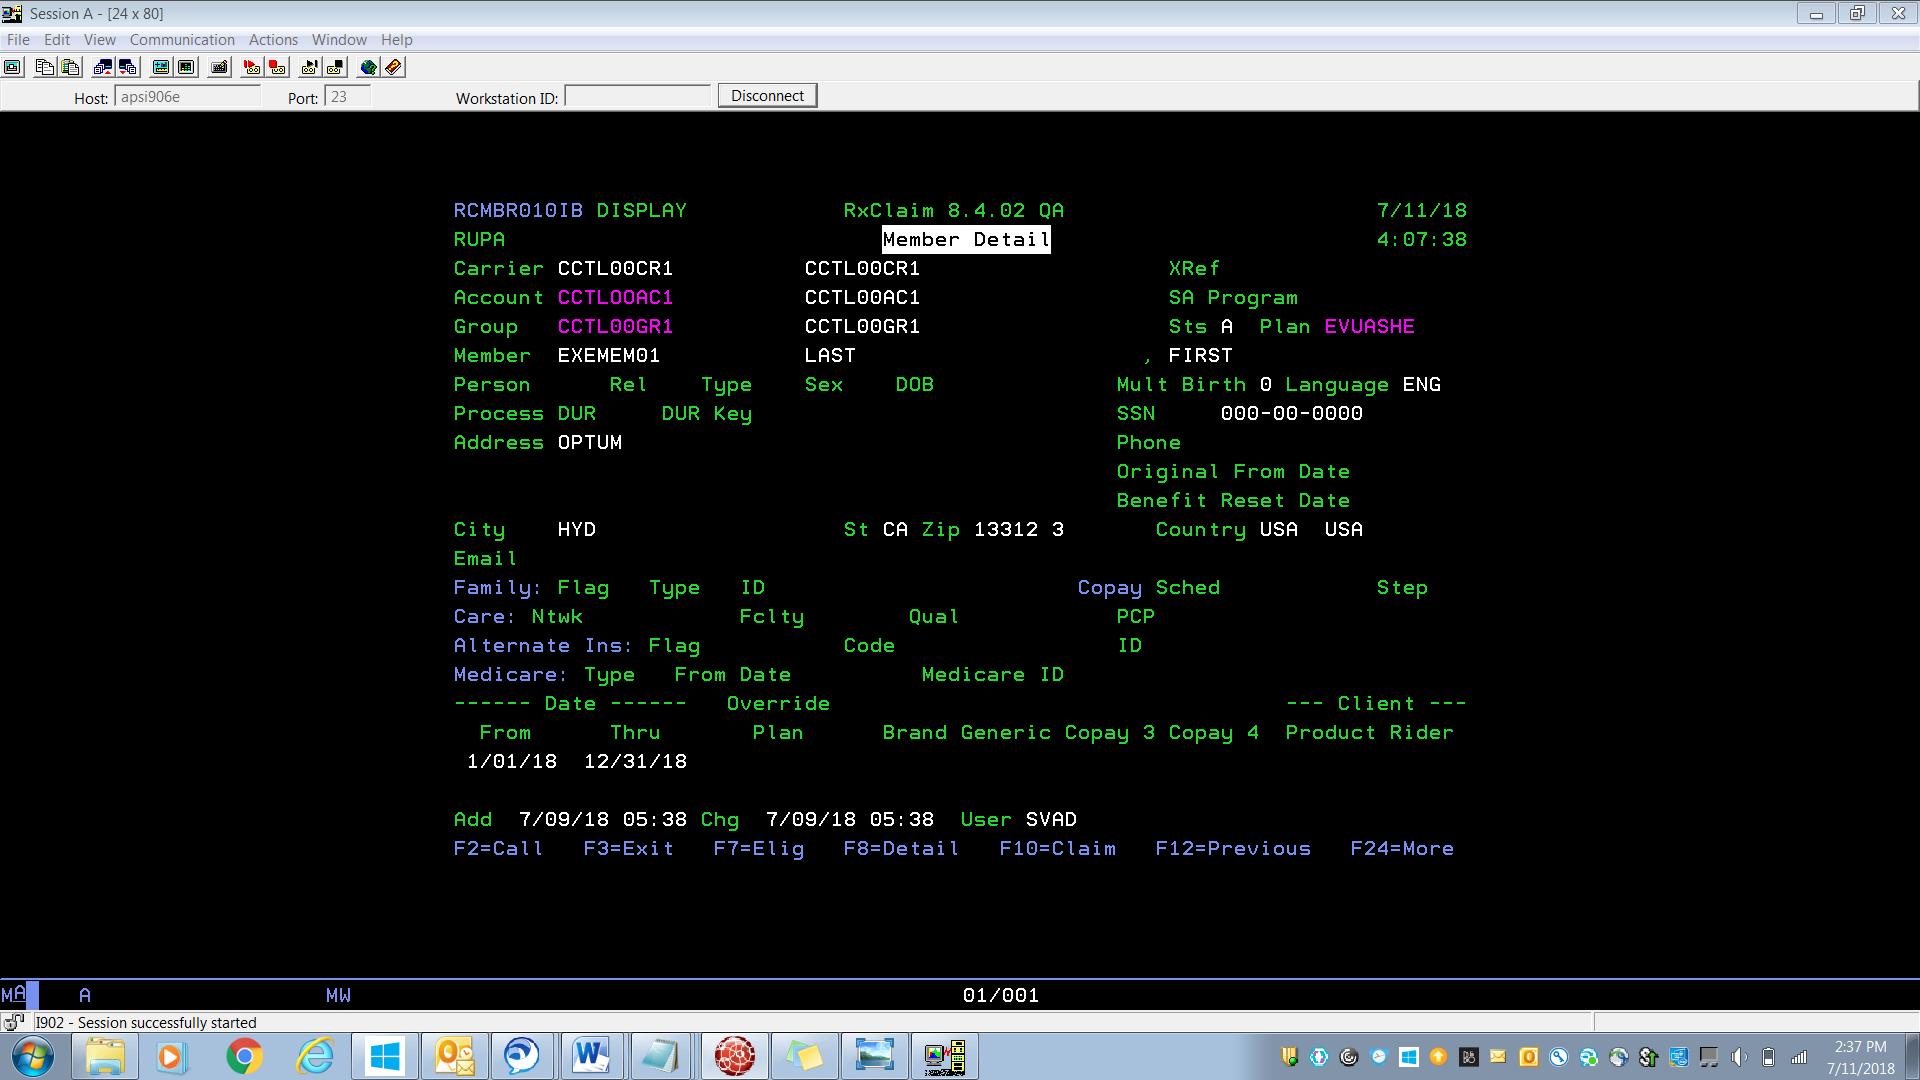 Session A - [24 x 80]
File Edit View Communication Actions Window Help
Host: apsi906e Port: 23 Workstation ID: Disconnect
RCMBR010IB DISPLAY RxClaim 8.4.02 QA 7/11/18
RUPA Member Detail 4:07:38
Carrier CCTL00CR1 CCTL00CR1 XRef
Account CCTLOOAC1 CCTL00AC1 SA Program
Group CCTL00GR1 CCTL00GR1 Sts A Plan EVUASHE
Member EXEMEM01 LAST , FIRST
Person Rel Type Sex DOB Mult Birth 0 Language ENG
Process DUR DUR Key SSN 000-00-0000
Address OPTUM Phone
Original From Date
Benefit Reset Date
City HYD St CA Zip 13312 3 Country USA USA
Email
Family: Flag Type ID Copay Sched Step
Care: Ntwk Fclty Qual PCP
Alternate Ins: Flag Code ID
Medicare: Type From Date Medicare ID
------ Date ------ Override --- Client ---
From Thru Plan Brand Generic Copay 3 Copay 4 Product Rider
1/01/18 12/31/18
Add 7/09/18 05:38 Chg 7/09/18 05:38 User SVAD
F2=Call F3=Exit F7=Elig F8=Detail F10=Claim F12=Previous F24=More
MA A MW 01/001
I902 - Session successfully started
2:37 PM
7/11/2018